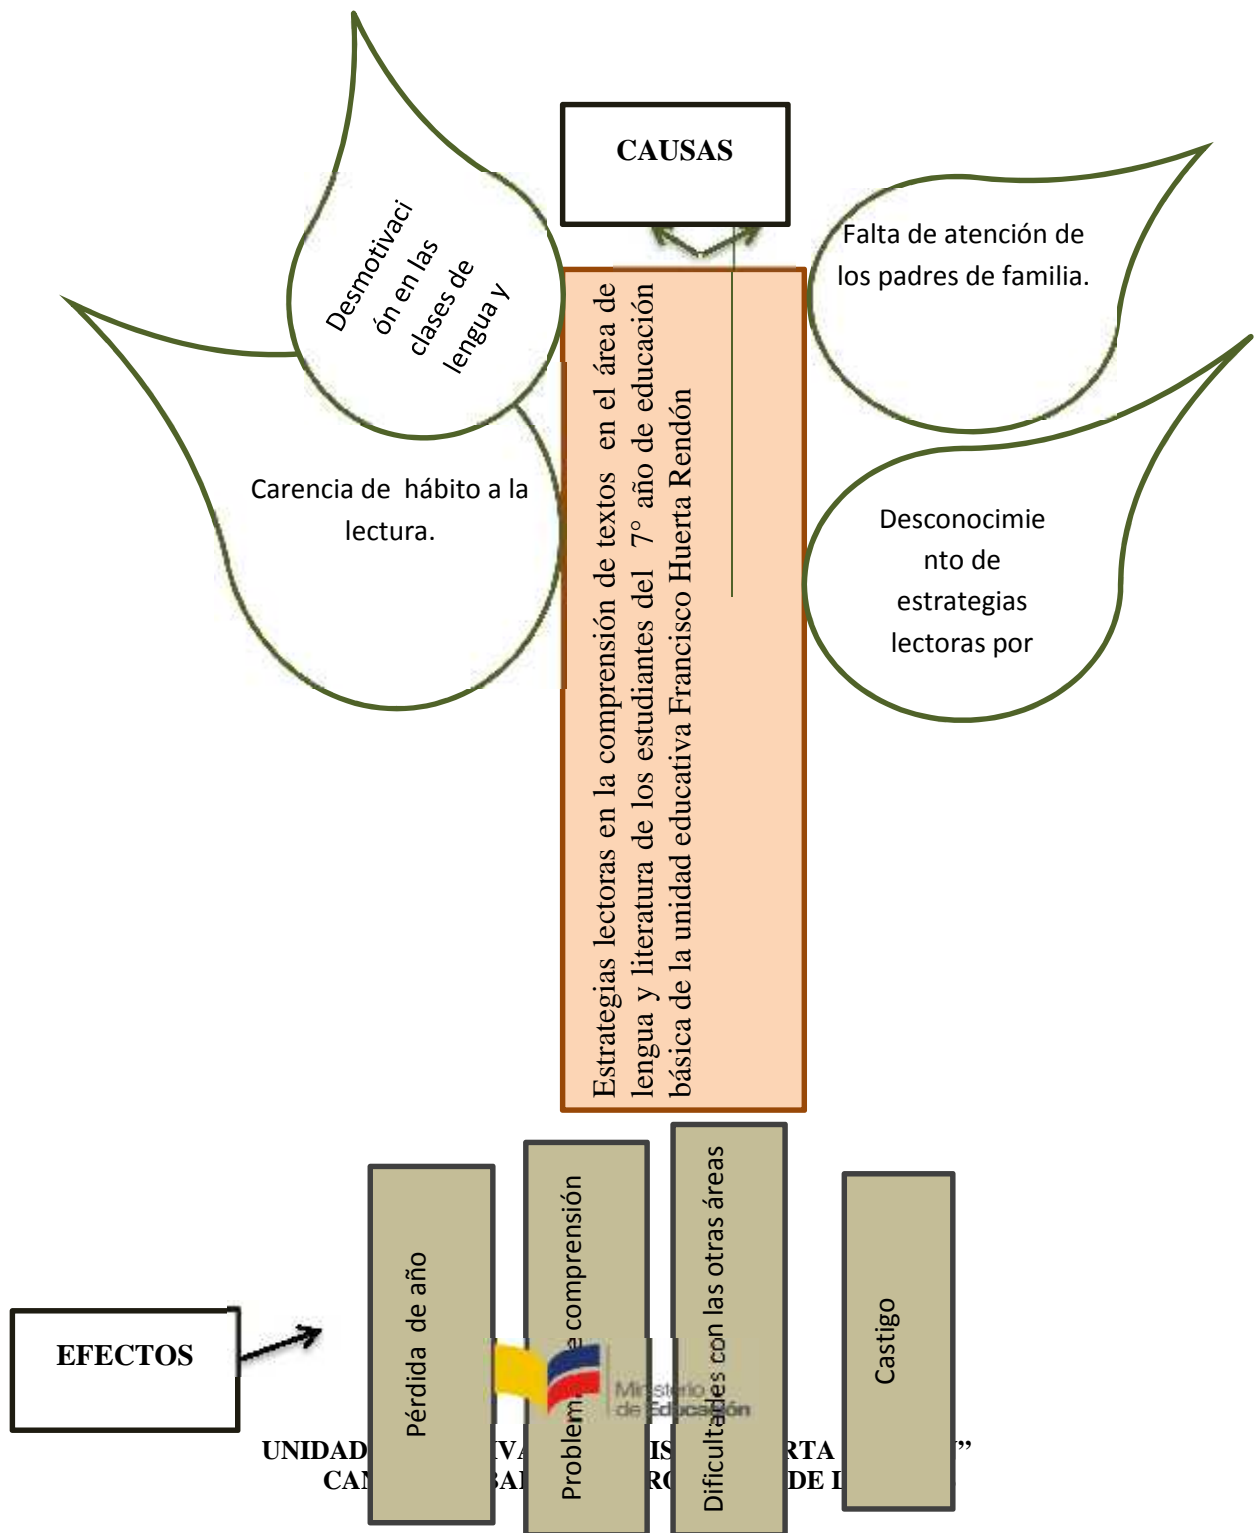 CAUSAS
Desmotivaci
ón en las
clases de
lengua y
Falta de atención de
los padres de familia.
Carencia de hábito a la
lectura.
Desconocimie
nto de
estrategias
lectoras por
Estrategias lectoras en la comprensión de textos en el área de
lengua y literatura de los estudiantes del 7° año de educación
básica de la unidad educativa Francisco Huerta Rendón
EFECTOS
Pérdida de año
Problema e comprensión
Dificultades con las otras áreas
Castigo
Ministerio
de Educación
UNIDAD